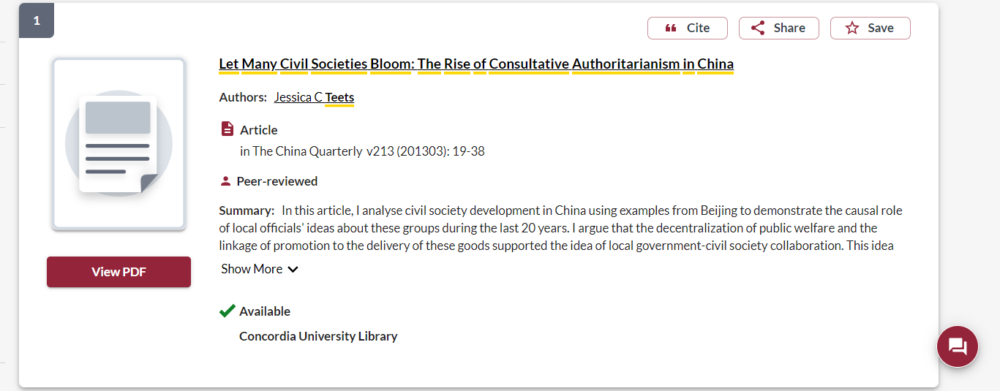 1
Cite
Share
Save
Let Many Civil Societies Bloom: The Rise of Consultative Authoritarianism in China
Authors: Jessica C Teets
Article
in The China Quarterly v213 (201303): 19-38
Peer-reviewed
Summary: In this article, I analyse civil society development in China using examples from Beijing to demonstrate the causal role
of local officials' ideas about these groups during the last 20 years. I argue that the decentralization of public welfare and the
linkage of promotion to the delivery of these goods supported the idea of local government-civil society collaboration. This idea
Show More
View PDF
Available
Concordia University Library